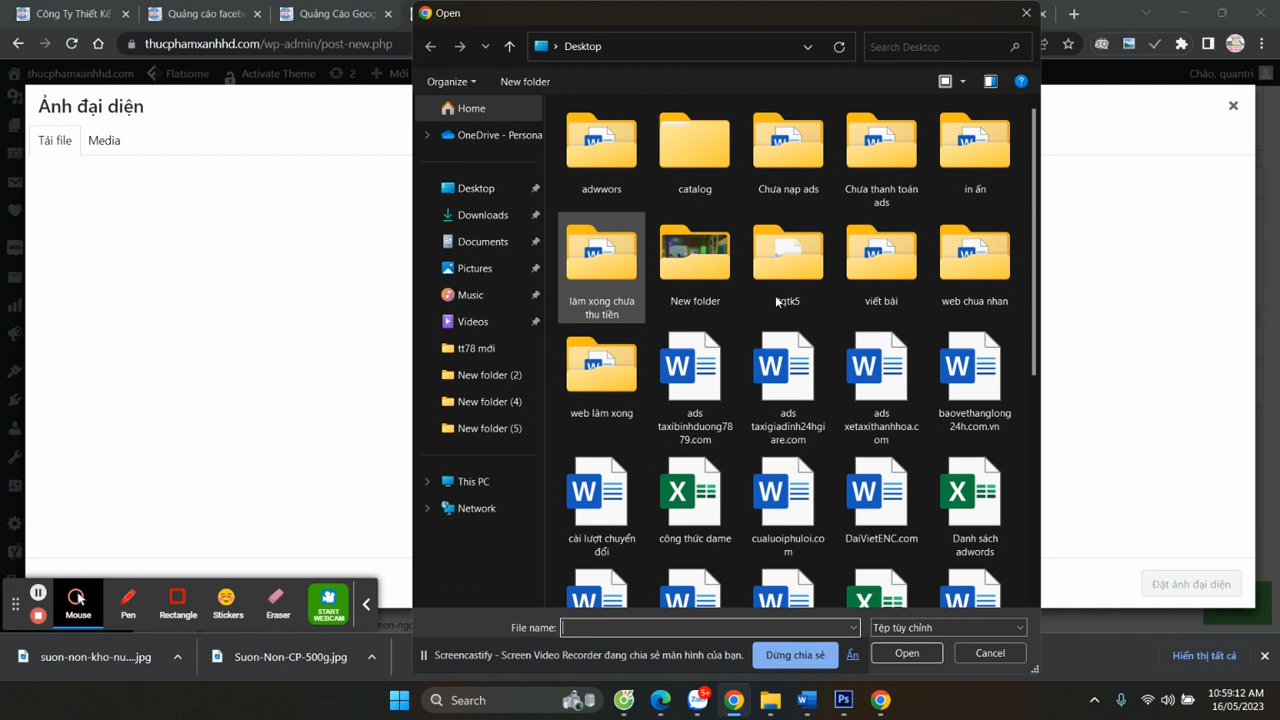 Công Ty Thiết Kế
Quảng cáo faceb
Quảng Cáo Goog
Open
thucphamxanhhd.com/wp-admin/post-new.php
Desktop
Search Desktop
thucphamxanhhd.com
Flatsome
Activate Theme
2
Mới
Organize
New folder
Chào, quantri
Ảnh đại diện
Tải file
Media
Home
OneDrive - Persona
Desktop
Downloads
Documents
Pictures
Music
Videos
tt78 mới
New folder (2)
New folder (4)
New folder (5)
This PC
Network
adwwors
catalog
Chưa nạp ads
Chưa thanh toán
ads
in ấn
làm xong chưa
thu tiền
New folder
viết bài
web chua nhan
web làm xong
ads
taxibinhduong78
79.com
ads
taxigiadinh24hgi
are.com
ads
xetaxithanhhoa.c
om
baovethanglong
24h.com.vn
cài lượt chuyển
đổi
công thức dame
cualuoiphuloi.co
m
DaiVietENC.com
Danh sách
adwords
Đặt ảnh đại diện
Mouse
Pen
Rectangle
Stickers
Eraser
START
WEBCAM
File name:
Tệp tùy chỉnh
Screencastify - Screen Video Recorder đang chia sẻ màn hình của bạn.
Dừng chia sẻ
Ẩn
Open
Cancel
suon-non-kho-nu....jpg
Suon-Non-CP-500g.jpg
Hiển thị tất cả
Search
Zalo
5+
Ps
10:59:12 AM
16/05/2023